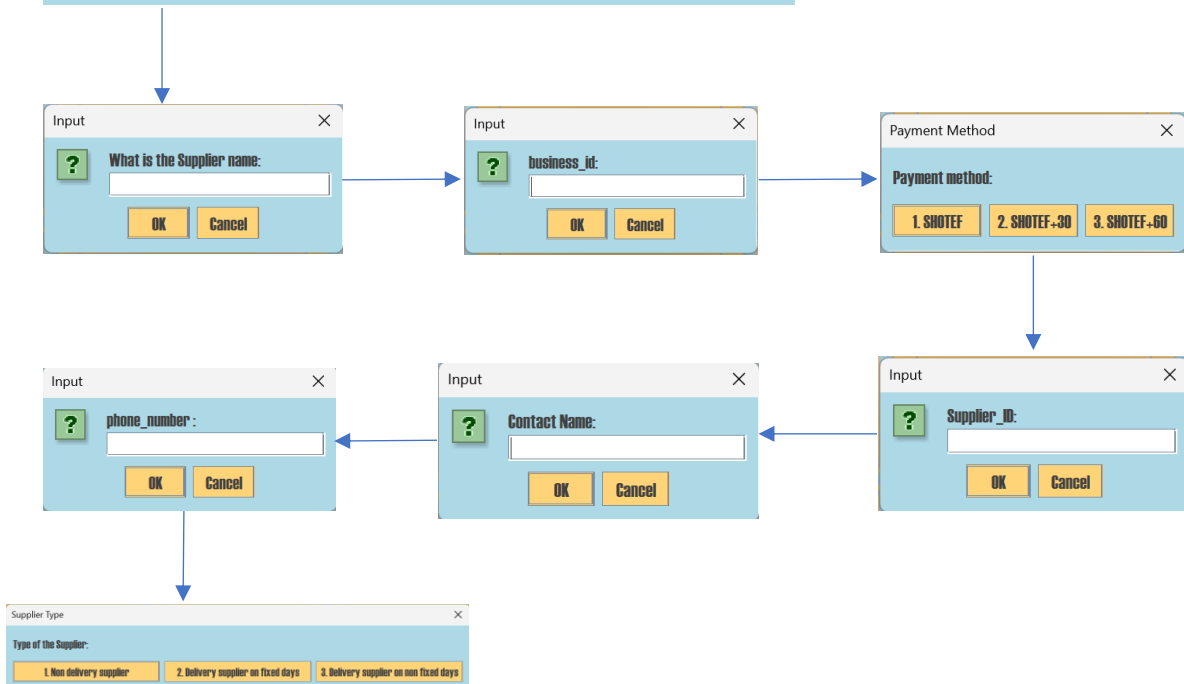 Input
?
What is the Supplier name:
OK Cancel
Input
?
business_id:
OK Cancel
Payment Method
Payment method:
1. SHOTEF 2. SHOTEF+30 3. SHOTEF+60
Input
?
Supplier_ID:
OK Cancel
Input
?
Contact Name:
OK Cancel
Input
?
phone_number :
OK Cancel
Supplier Type
Type of the Supplier:
1. Non delivery supplier 2. Delivery supplier on fixed days 3. Delivery supplier on non fixed days